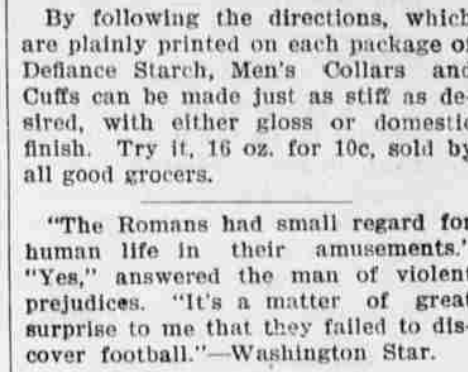 By following the directions, which
are plainly printed on each package of
Defiance Starch, Men's Collars and
Cuffs can be made just as stiff as de-
sired, with either gloss or domestic
finish. Try it, 16 oz. for 10c, sold by
all good grocers.
"The Romans had small regard for
human life in their amusements."
"Yes," answered the man of violent
prejudices. "It's a matter of great
surprise to me that they failed to dis-
cover football."—Washington Star.